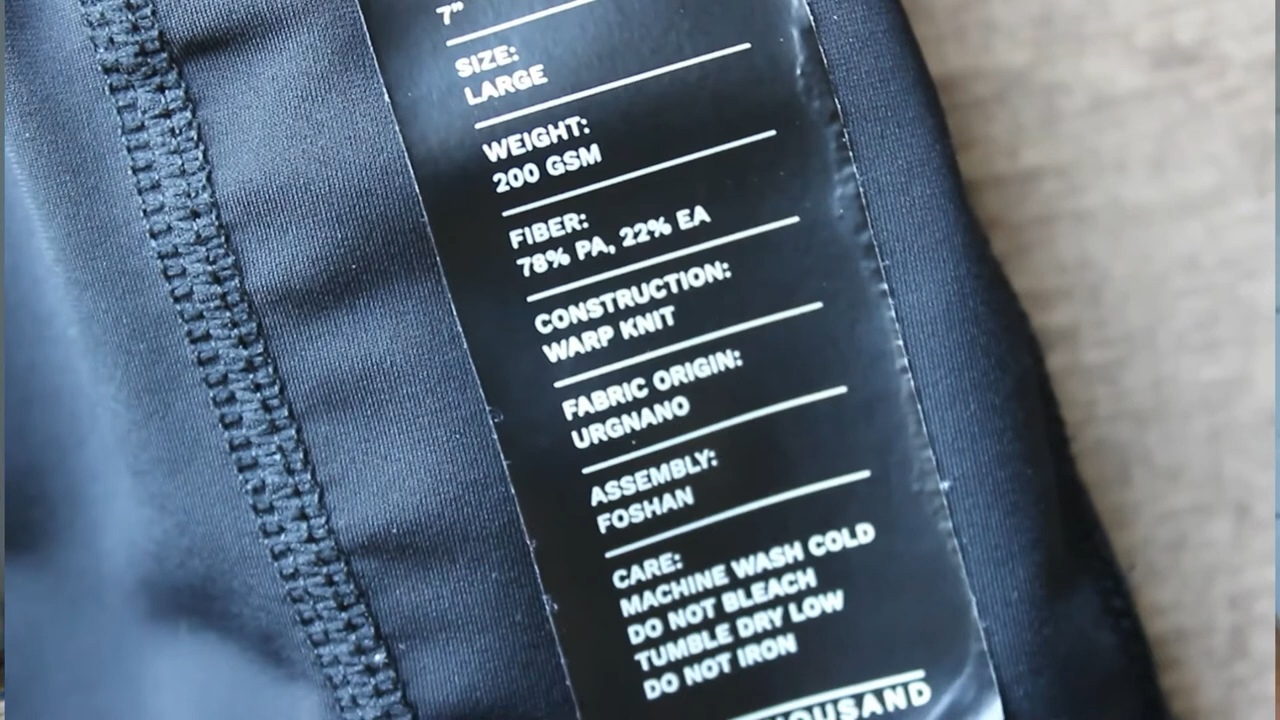 7"
SIZE:
LARGE
WEIGHT:
200 GSM
FIBER:
78% PA, 22% EA
CONSTRUCTION:
WARP KNIT
FABRIC ORIGIN:
URGNANO
ASSEMBLY:
FOSHAN
CARE:
MACHINE WASH COLD
DO NOT BLEACH
TUMBLE DRY LOW
DO NOT IRON